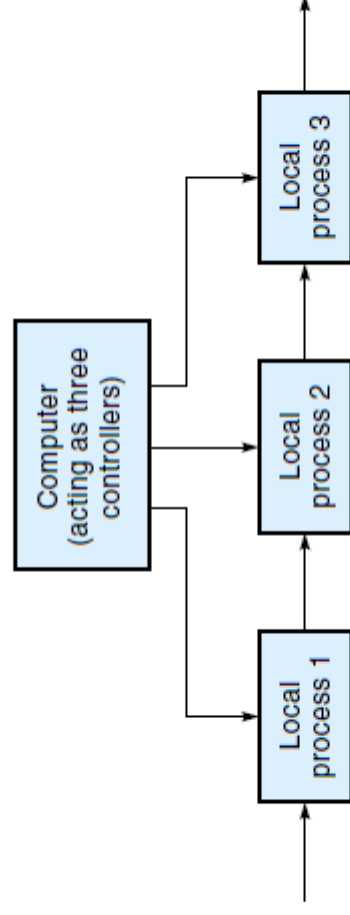 Computer
(acting as three
controllers)
Local
process 1
Local
process 2
Local
process 3